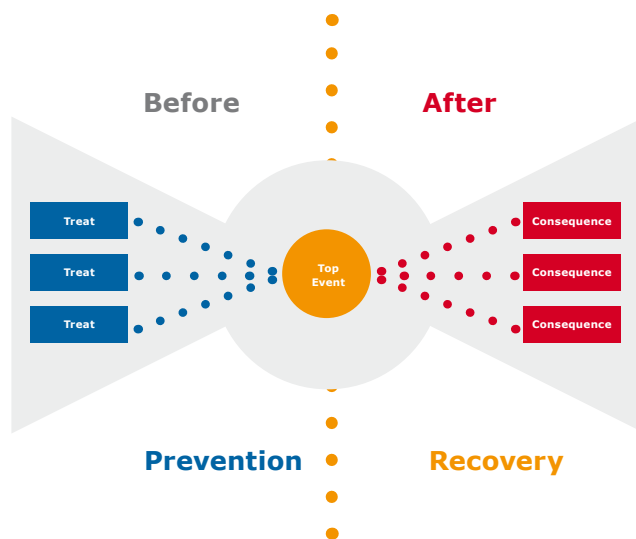 Before
After
Treat
Treat
Treat
Top
Event
Consequence
Consequence
Consequence
Prevention
Recovery